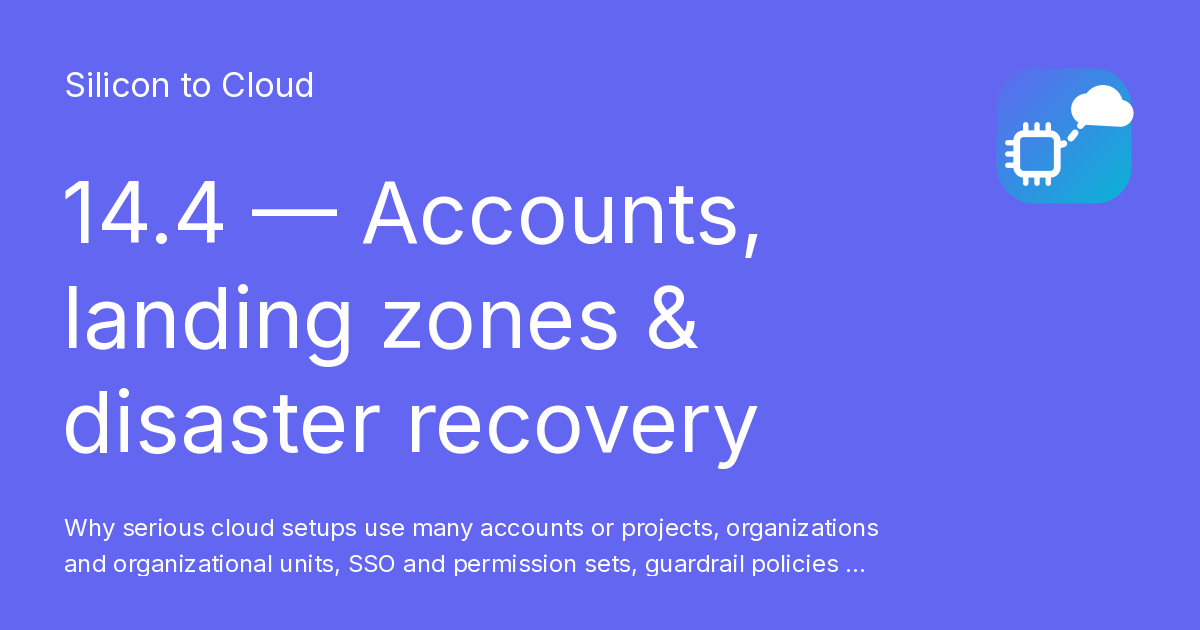 Silicon to Cloud
14.4 — Accounts,
landing zones &
disaster recovery
Why serious cloud setups use many accounts or projects, organizations
and organizational units, SSO and permission sets, guardrail policies ...